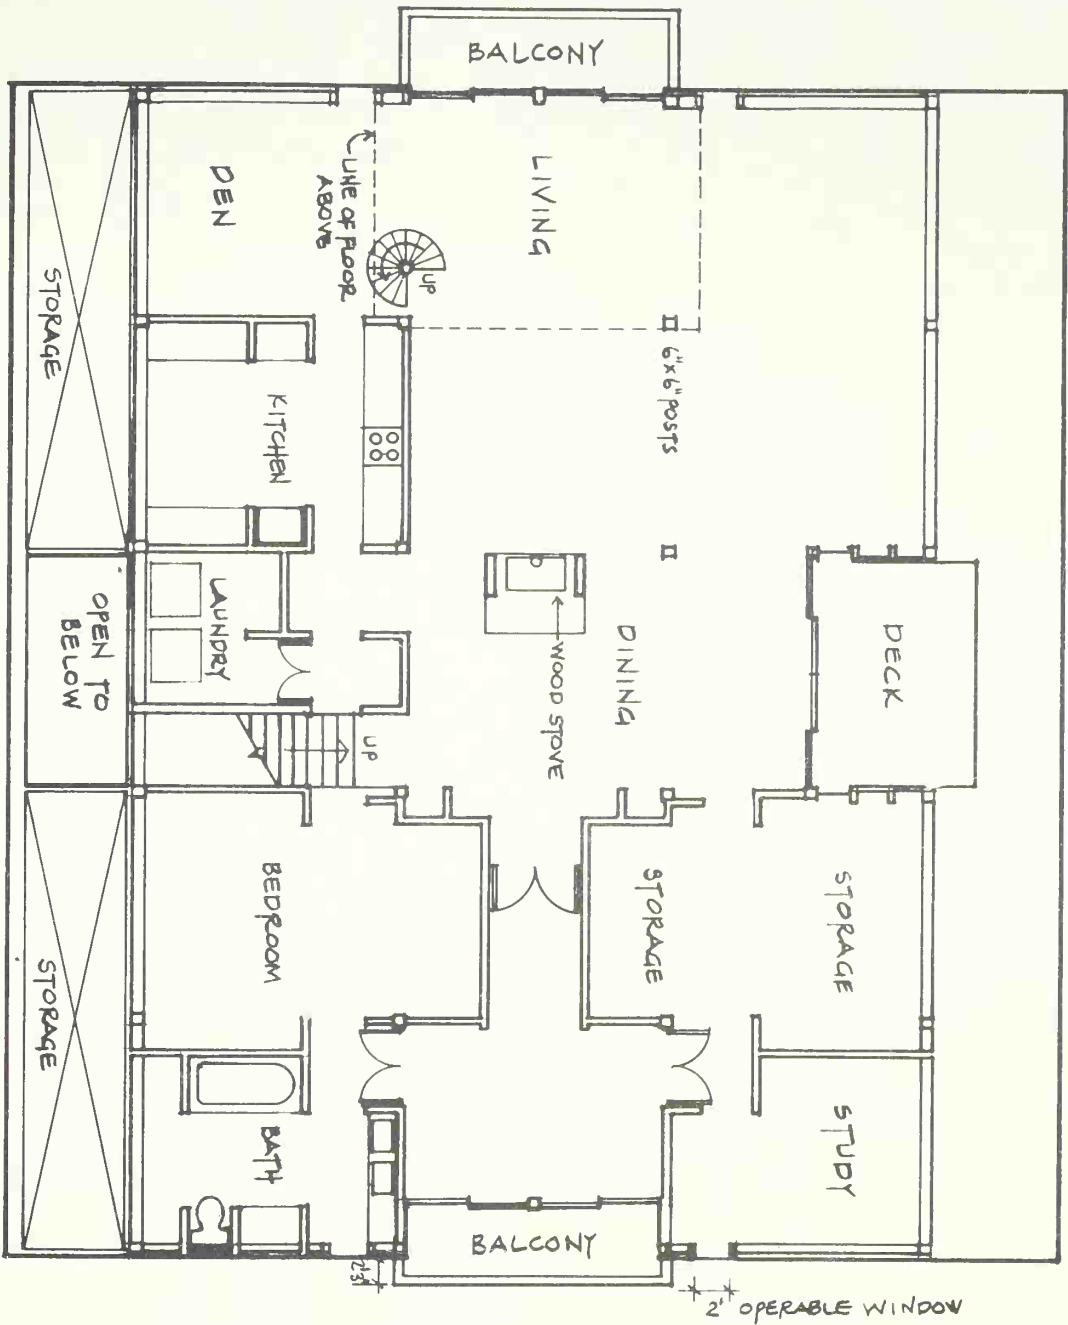 BALCONY
DEN
LINE OF FLOOR
ABOVE
LIVING
UP
STORAGE
KITCHEN
6"x6" POSTS
OPEN TO
BELOW
LAUNDRY
UP
WOOD STOVE
DINING
DECK
BEDROOM
STORAGE
STORAGE
STORAGE
BATH
STUDY
BALCONY
2'3"
2' OPERABLE WINDOW